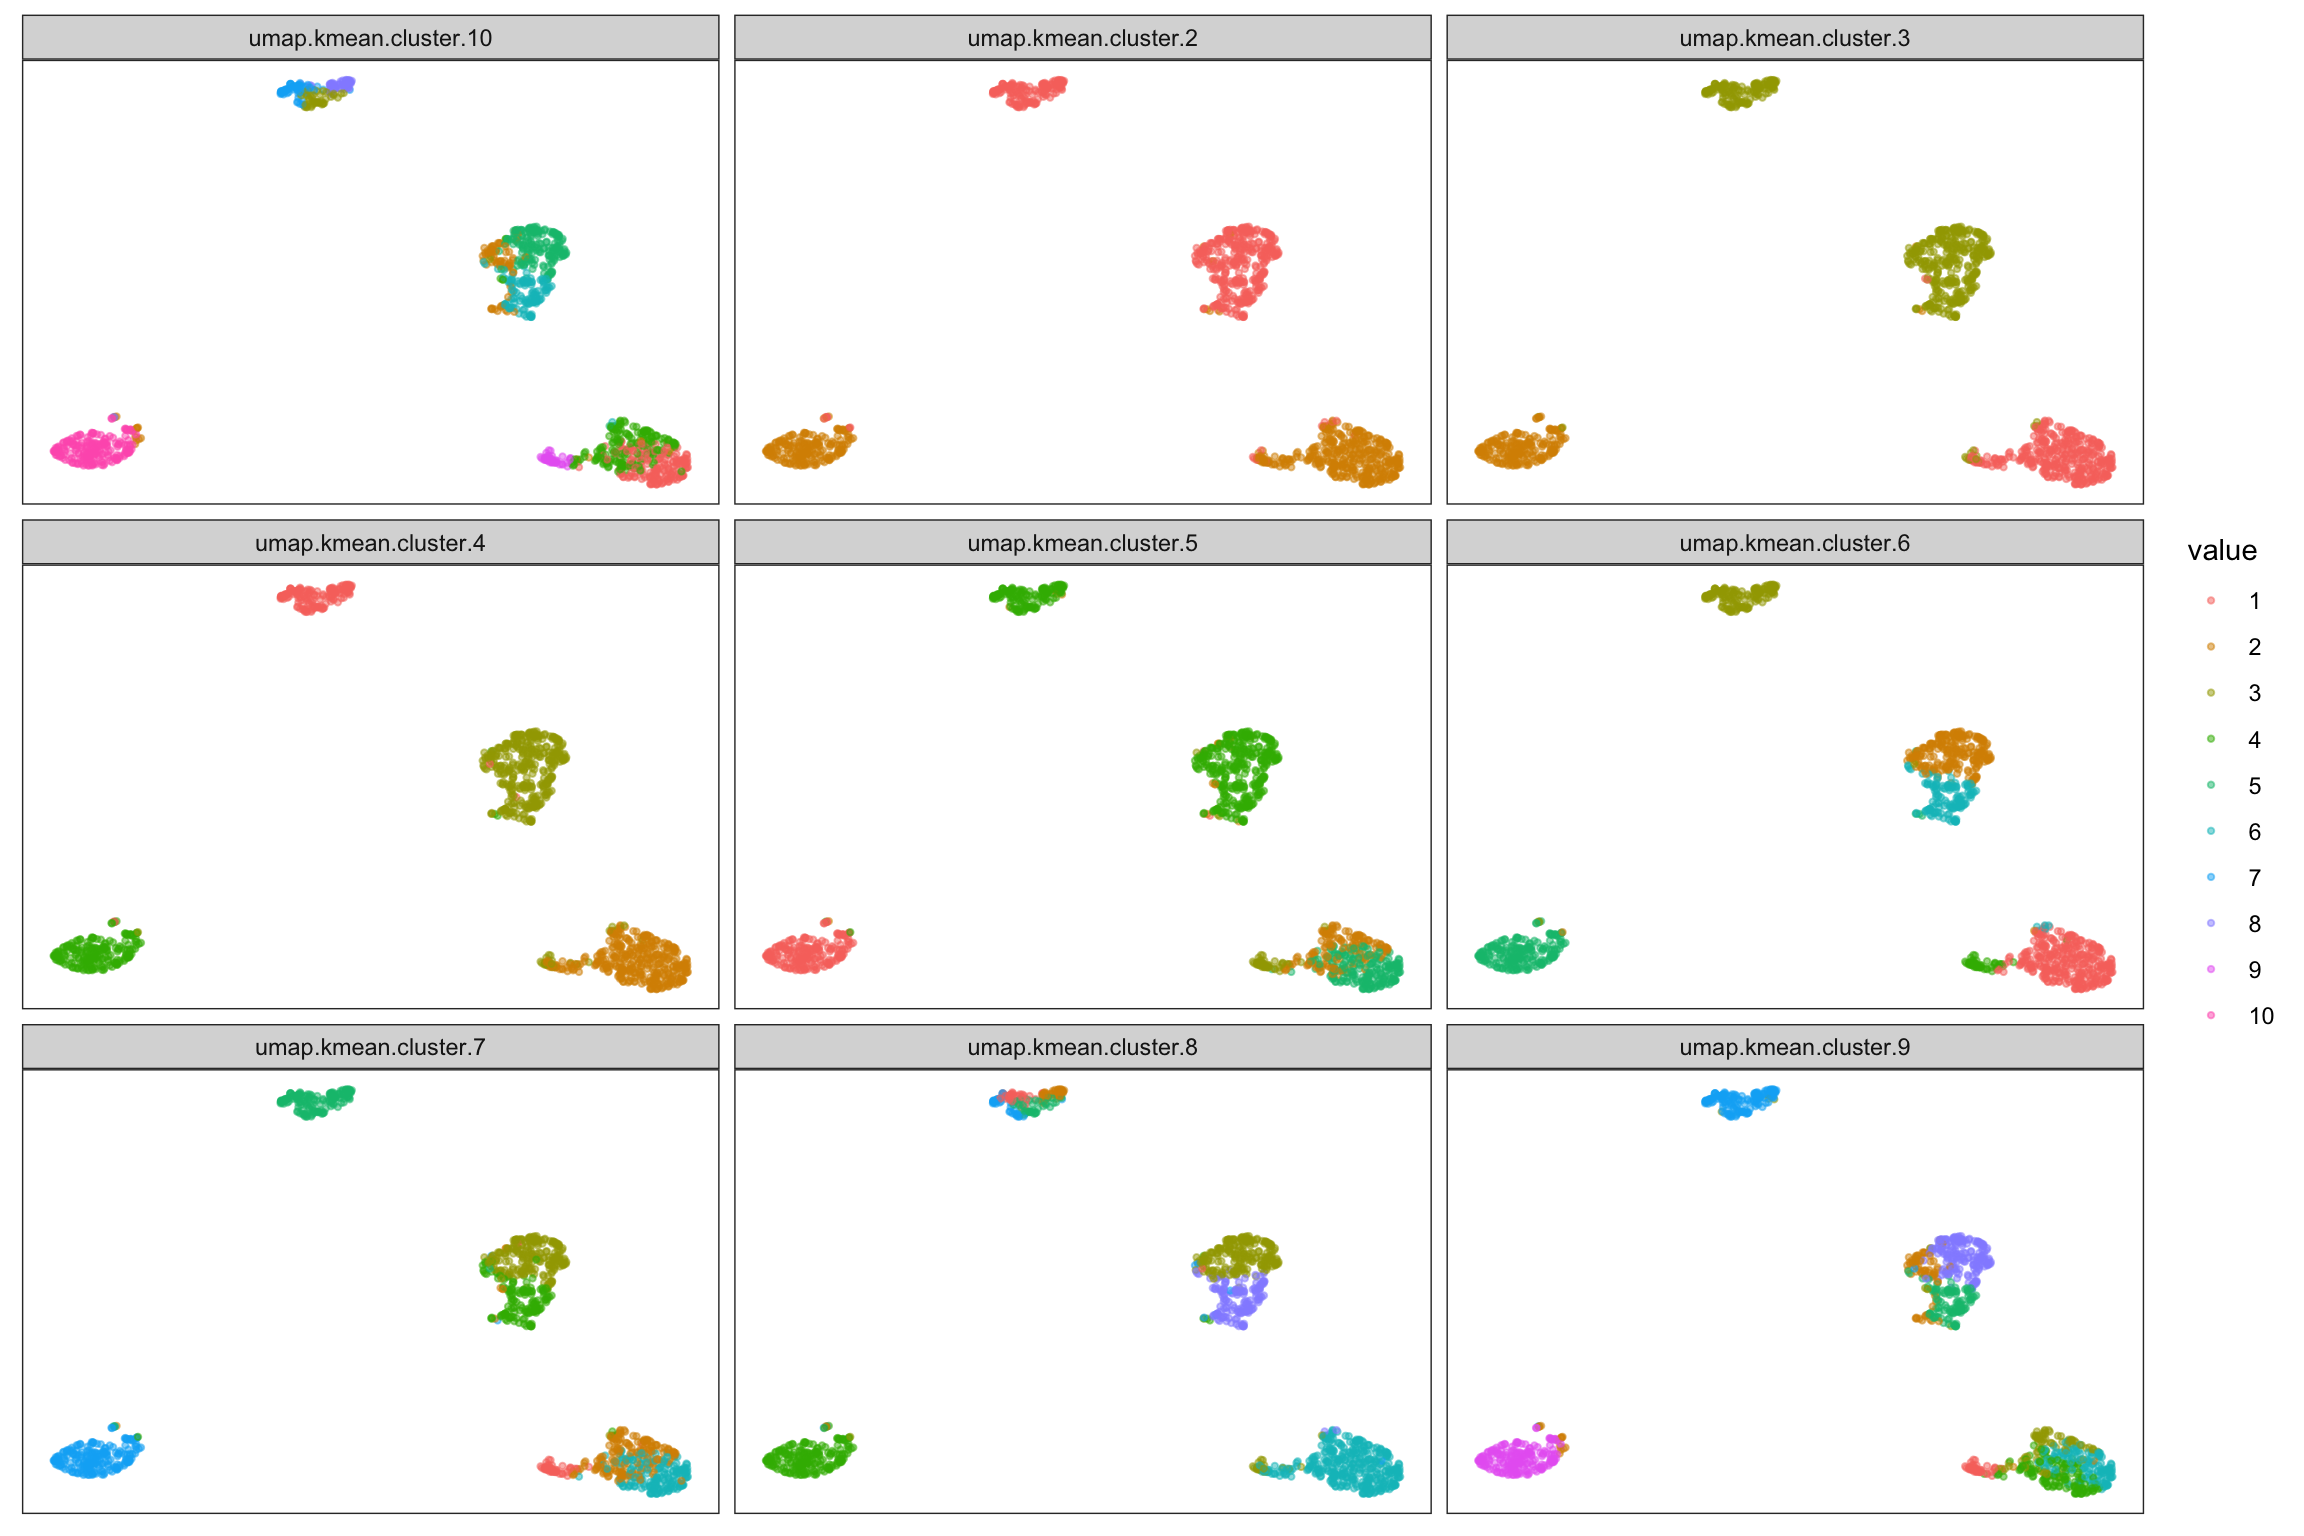 umap.kmean.cluster.10
umap.kmean.cluster.2
umap.kmean.cluster.3
umap.kmean.cluster.4
umap.kmean.cluster.5
umap.kmean.cluster.6
umap.kmean.cluster.7
umap.kmean.cluster.8
umap.kmean.cluster.9
value
1
2
3
4
5
6
7
8
9
10